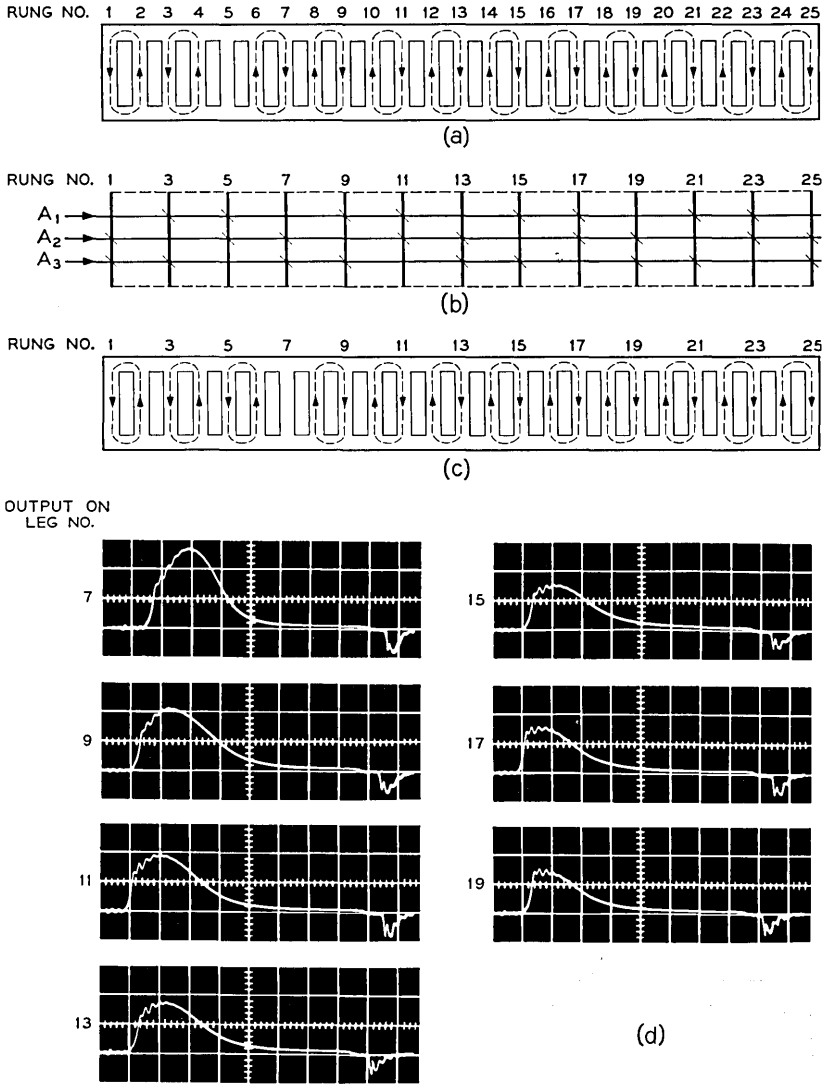 RUNG NO. 1 2 3 4 5 6 7 8 9 10 11 12 13 14 15 16 17 18 19 20 21 22 23 24 25
(a)
RUNG NO. 1 3 5 7 9 11 13 15 17 19 21 23 25
A1
A2
A3
(b)
RUNG NO. 1 3 5 7 9 11 13 15 17 19 21 23 25
(c)
OUTPUT ON
LEG NO.
7
9
11
13
15
17
19
(d)